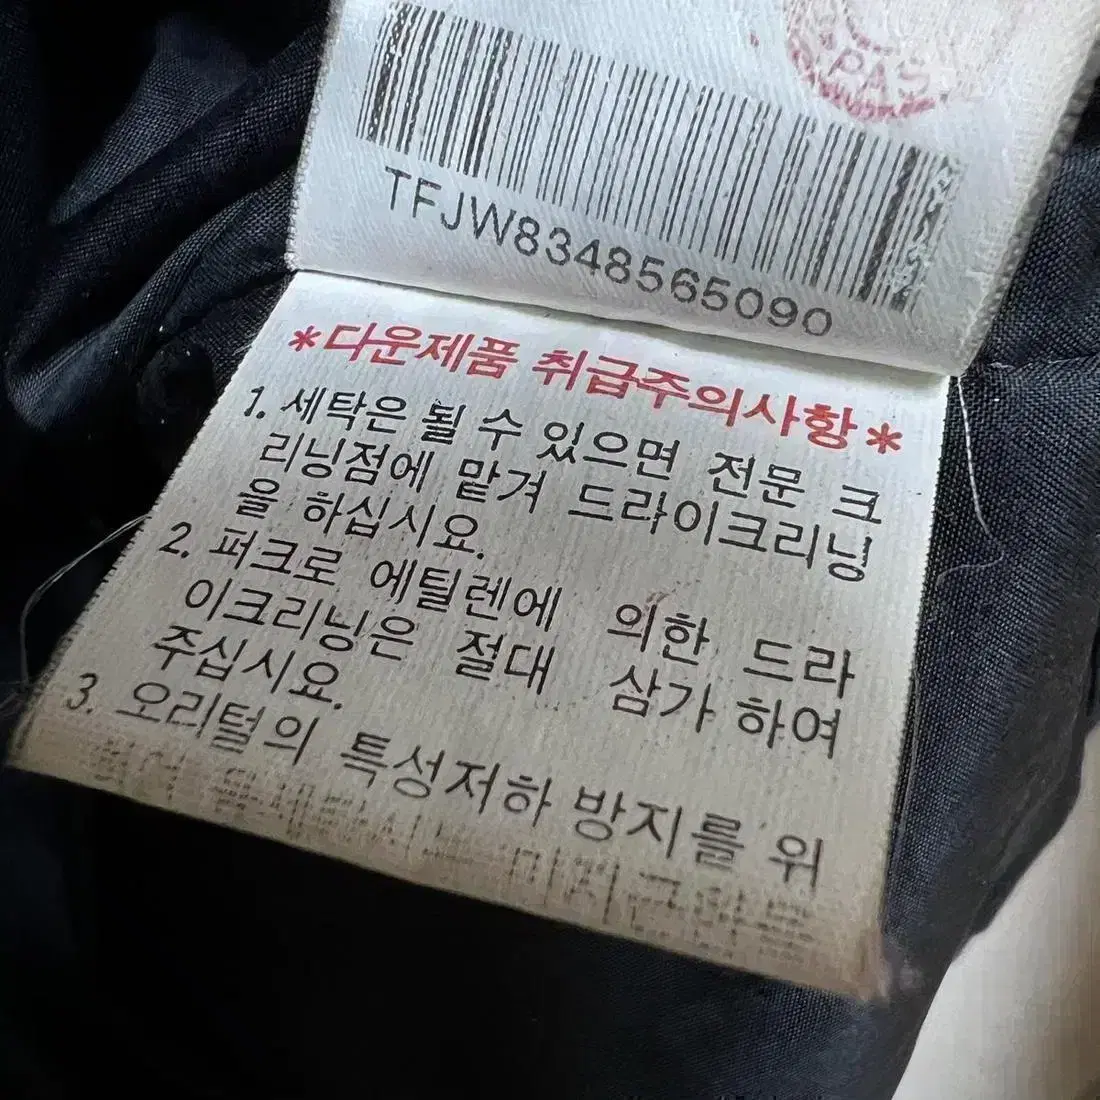 PAS
TFJW8348565090
*다운제품 취급주의사항*
1. 세탁은 될 수 있으면 전문 크
리닝점에 맡겨 드라이크리닝
을 하십시요.
2. 퍼크로 에틸렌에 의한 드라
이크리닝은 절대 삼가 하여
주십시요.
3. 오리털의 특성저하 방지를 위